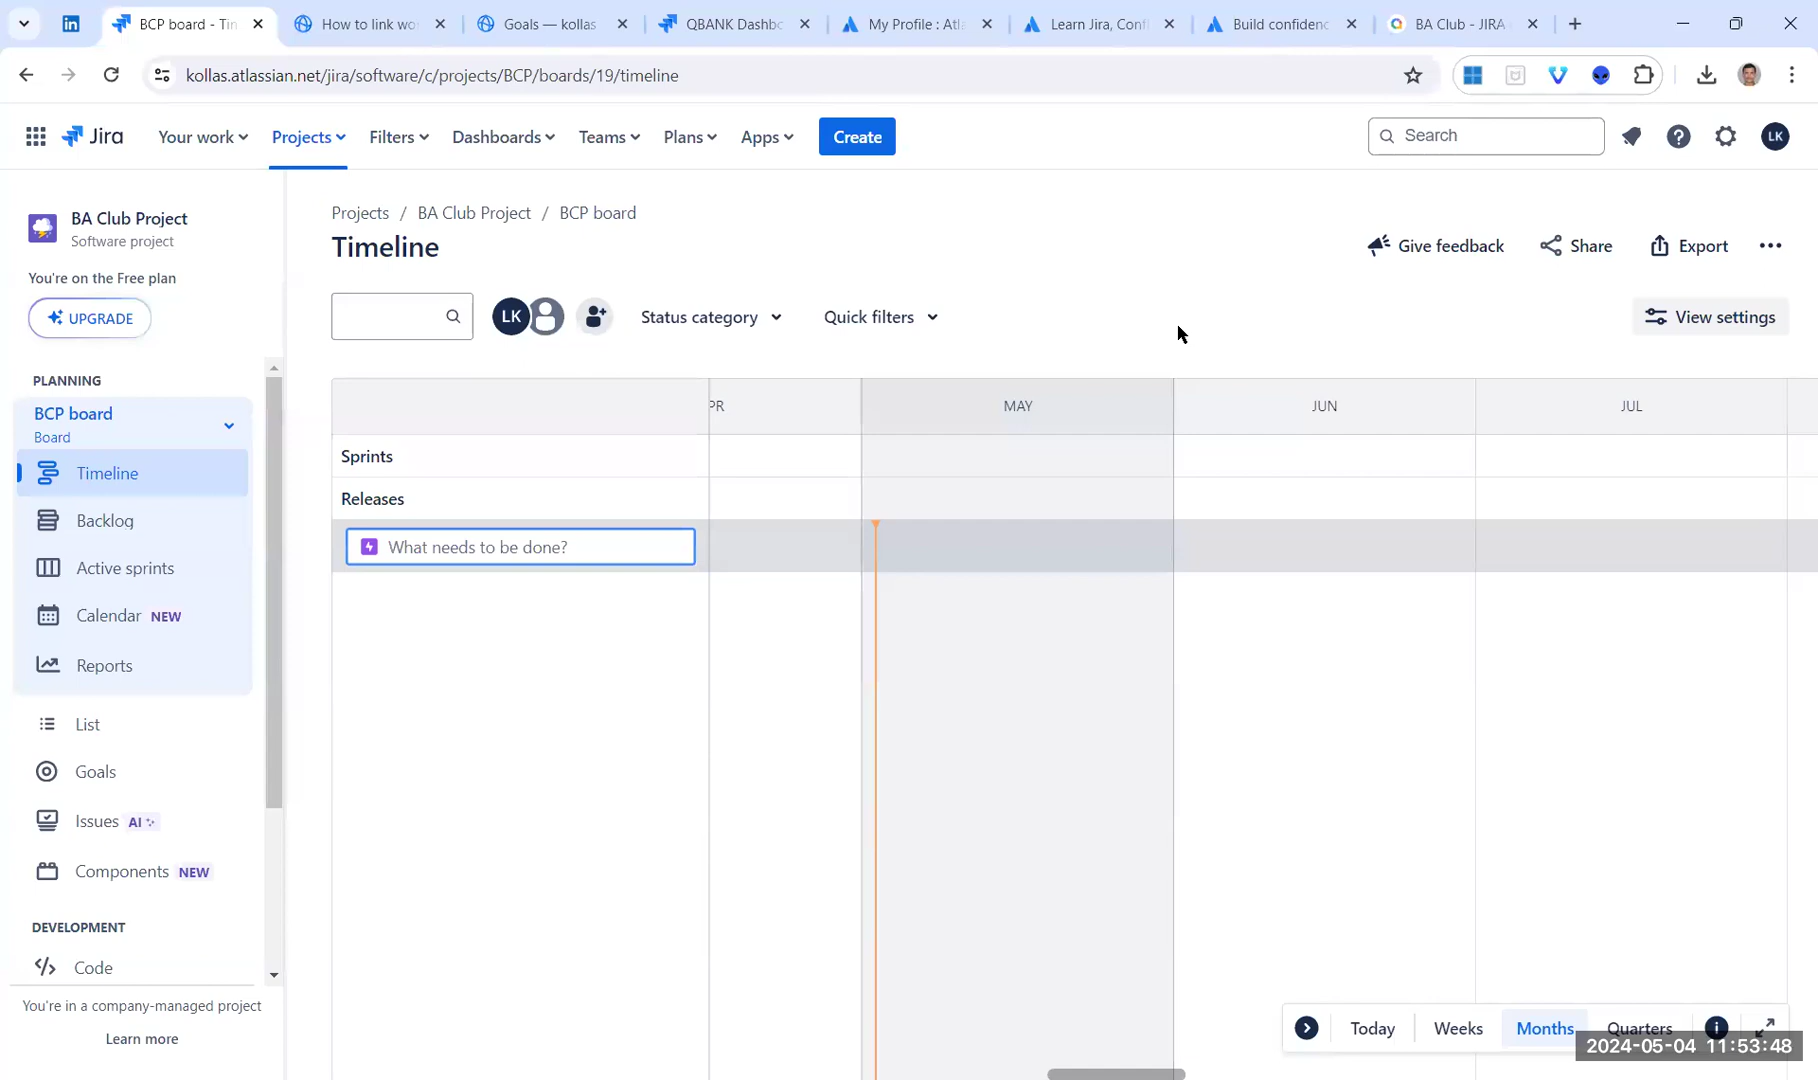 BCP board - Tin
How to link wo
Goals — kollas
QBANK Dashbo
My Profile : Atla
Learn Jira, Confl
Build confidenc
BA Club - JIRA
kollas.atlassian.net/jira/software/c/projects/BCP/boards/19/timeline
Jira
Your work
Projects
Filters
Dashboards
Teams
Plans
Apps
Create
Search
LK
BA Club Project
Software project
You're on the Free plan
UPGRADE
PLANNING
BCP board
Board
Timeline
Backlog
Active sprints
Calendar NEW
Reports
List
Goals
Issues AI
Components NEW
DEVELOPMENT
Code
You're in a company-managed project
Learn more
Projects / BA Club Project / BCP board
Timeline
Give feedback
Share
Export
LK
Status category
Quick filters
View settings
PR
MAY
JUN
JUL
Sprints
Releases
What needs to be done?
Today
Weeks
Months
Quarters
2024-05-04 11:53:48